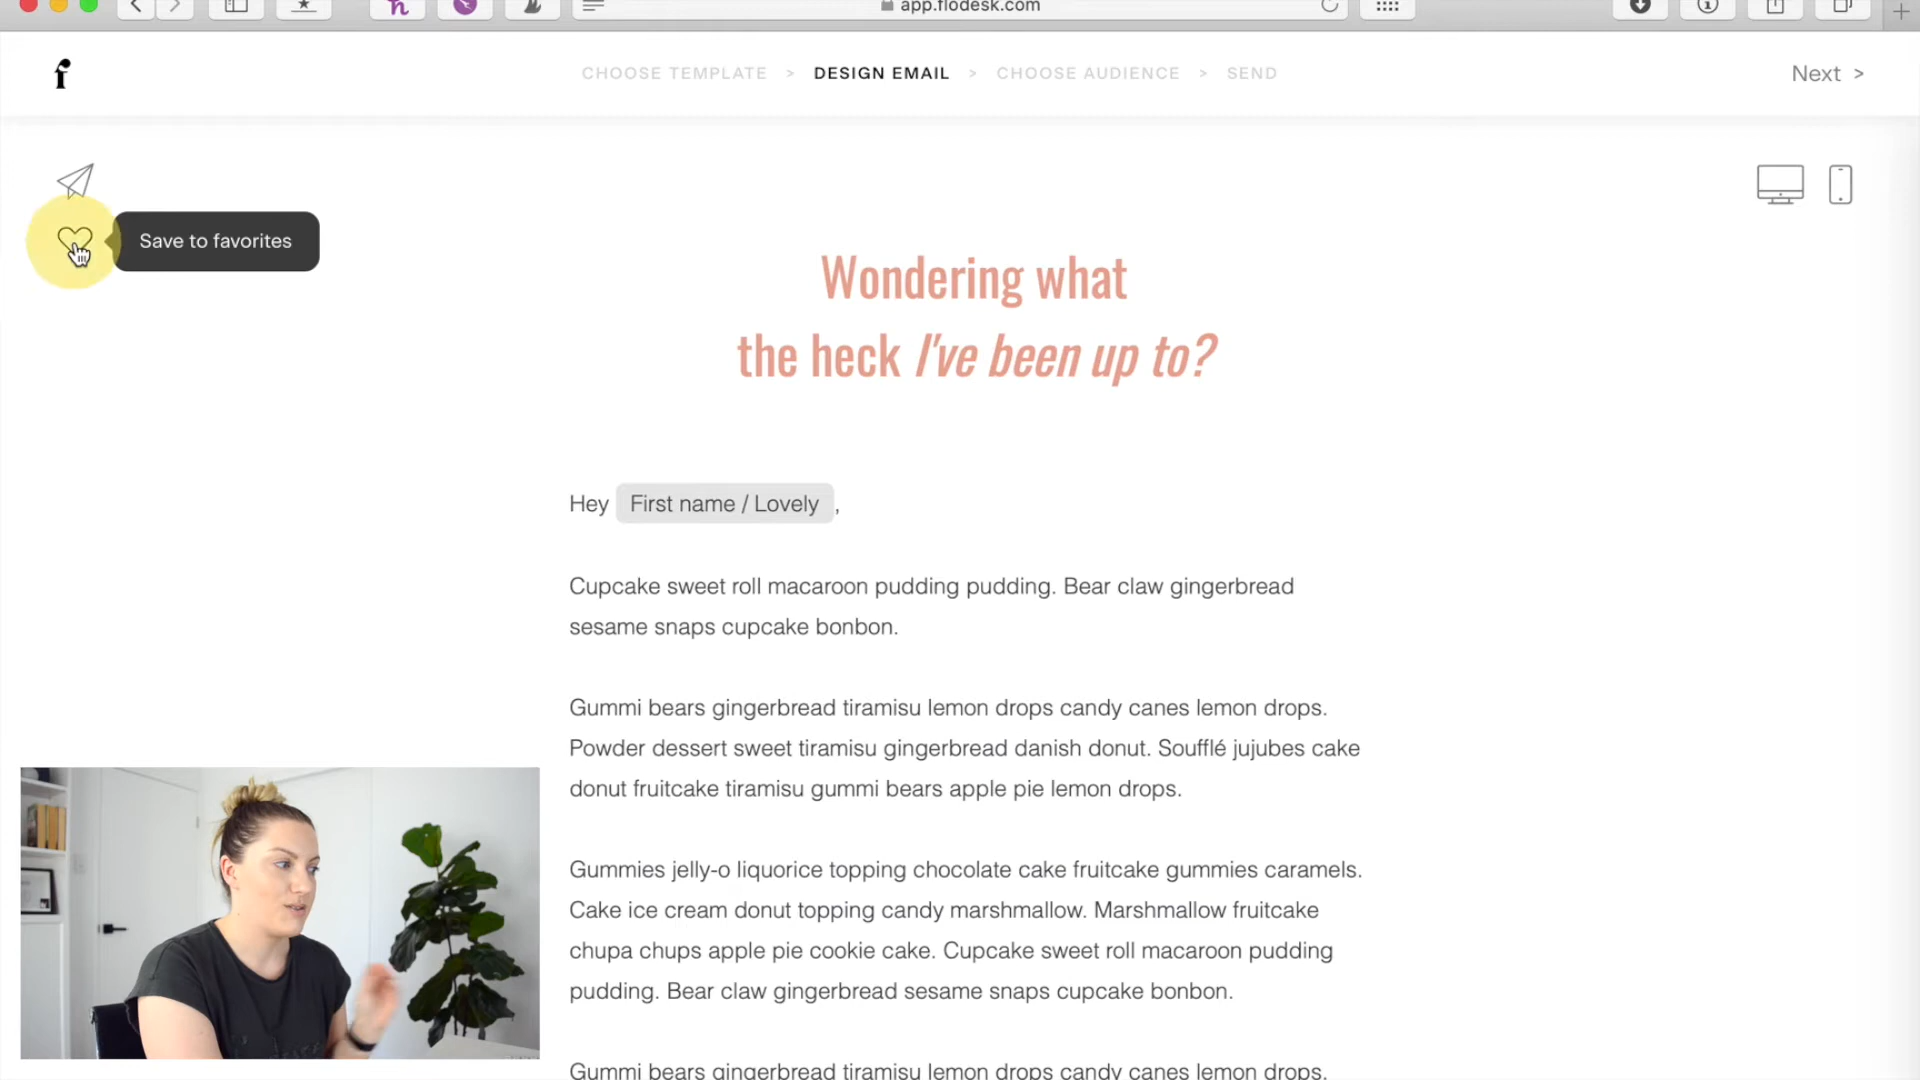 app.flodesk.com
f
CHOOSE TEMPLATE > DESIGN EMAIL > CHOOSE AUDIENCE > SEND
Next >
Save to favorites
Wondering what
the heck I've been up to?
Hey First name / Lovely ,
Cupcake sweet roll macaroon pudding pudding. Bear claw gingerbread
sesame snaps cupcake bonbon.
Gummi bears gingerbread tiramisu lemon drops candy canes lemon drops.
Powder dessert sweet tiramisu gingerbread danish donut. Soufflé jujubes cake
donut fruitcake tiramisu gummi bears apple pie lemon drops.
Gummies jelly-o liquorice topping chocolate cake fruitcake gummies caramels.
Cake ice cream donut topping candy marshmallow. Marshmallow fruitcake
chupa chups apple pie cookie cake. Cupcake sweet roll macaroon pudding
pudding. Bear claw gingerbread sesame snaps cupcake bonbon.
Gummi bears gingerbread tiramisu lemon drops candy canes lemon drops.